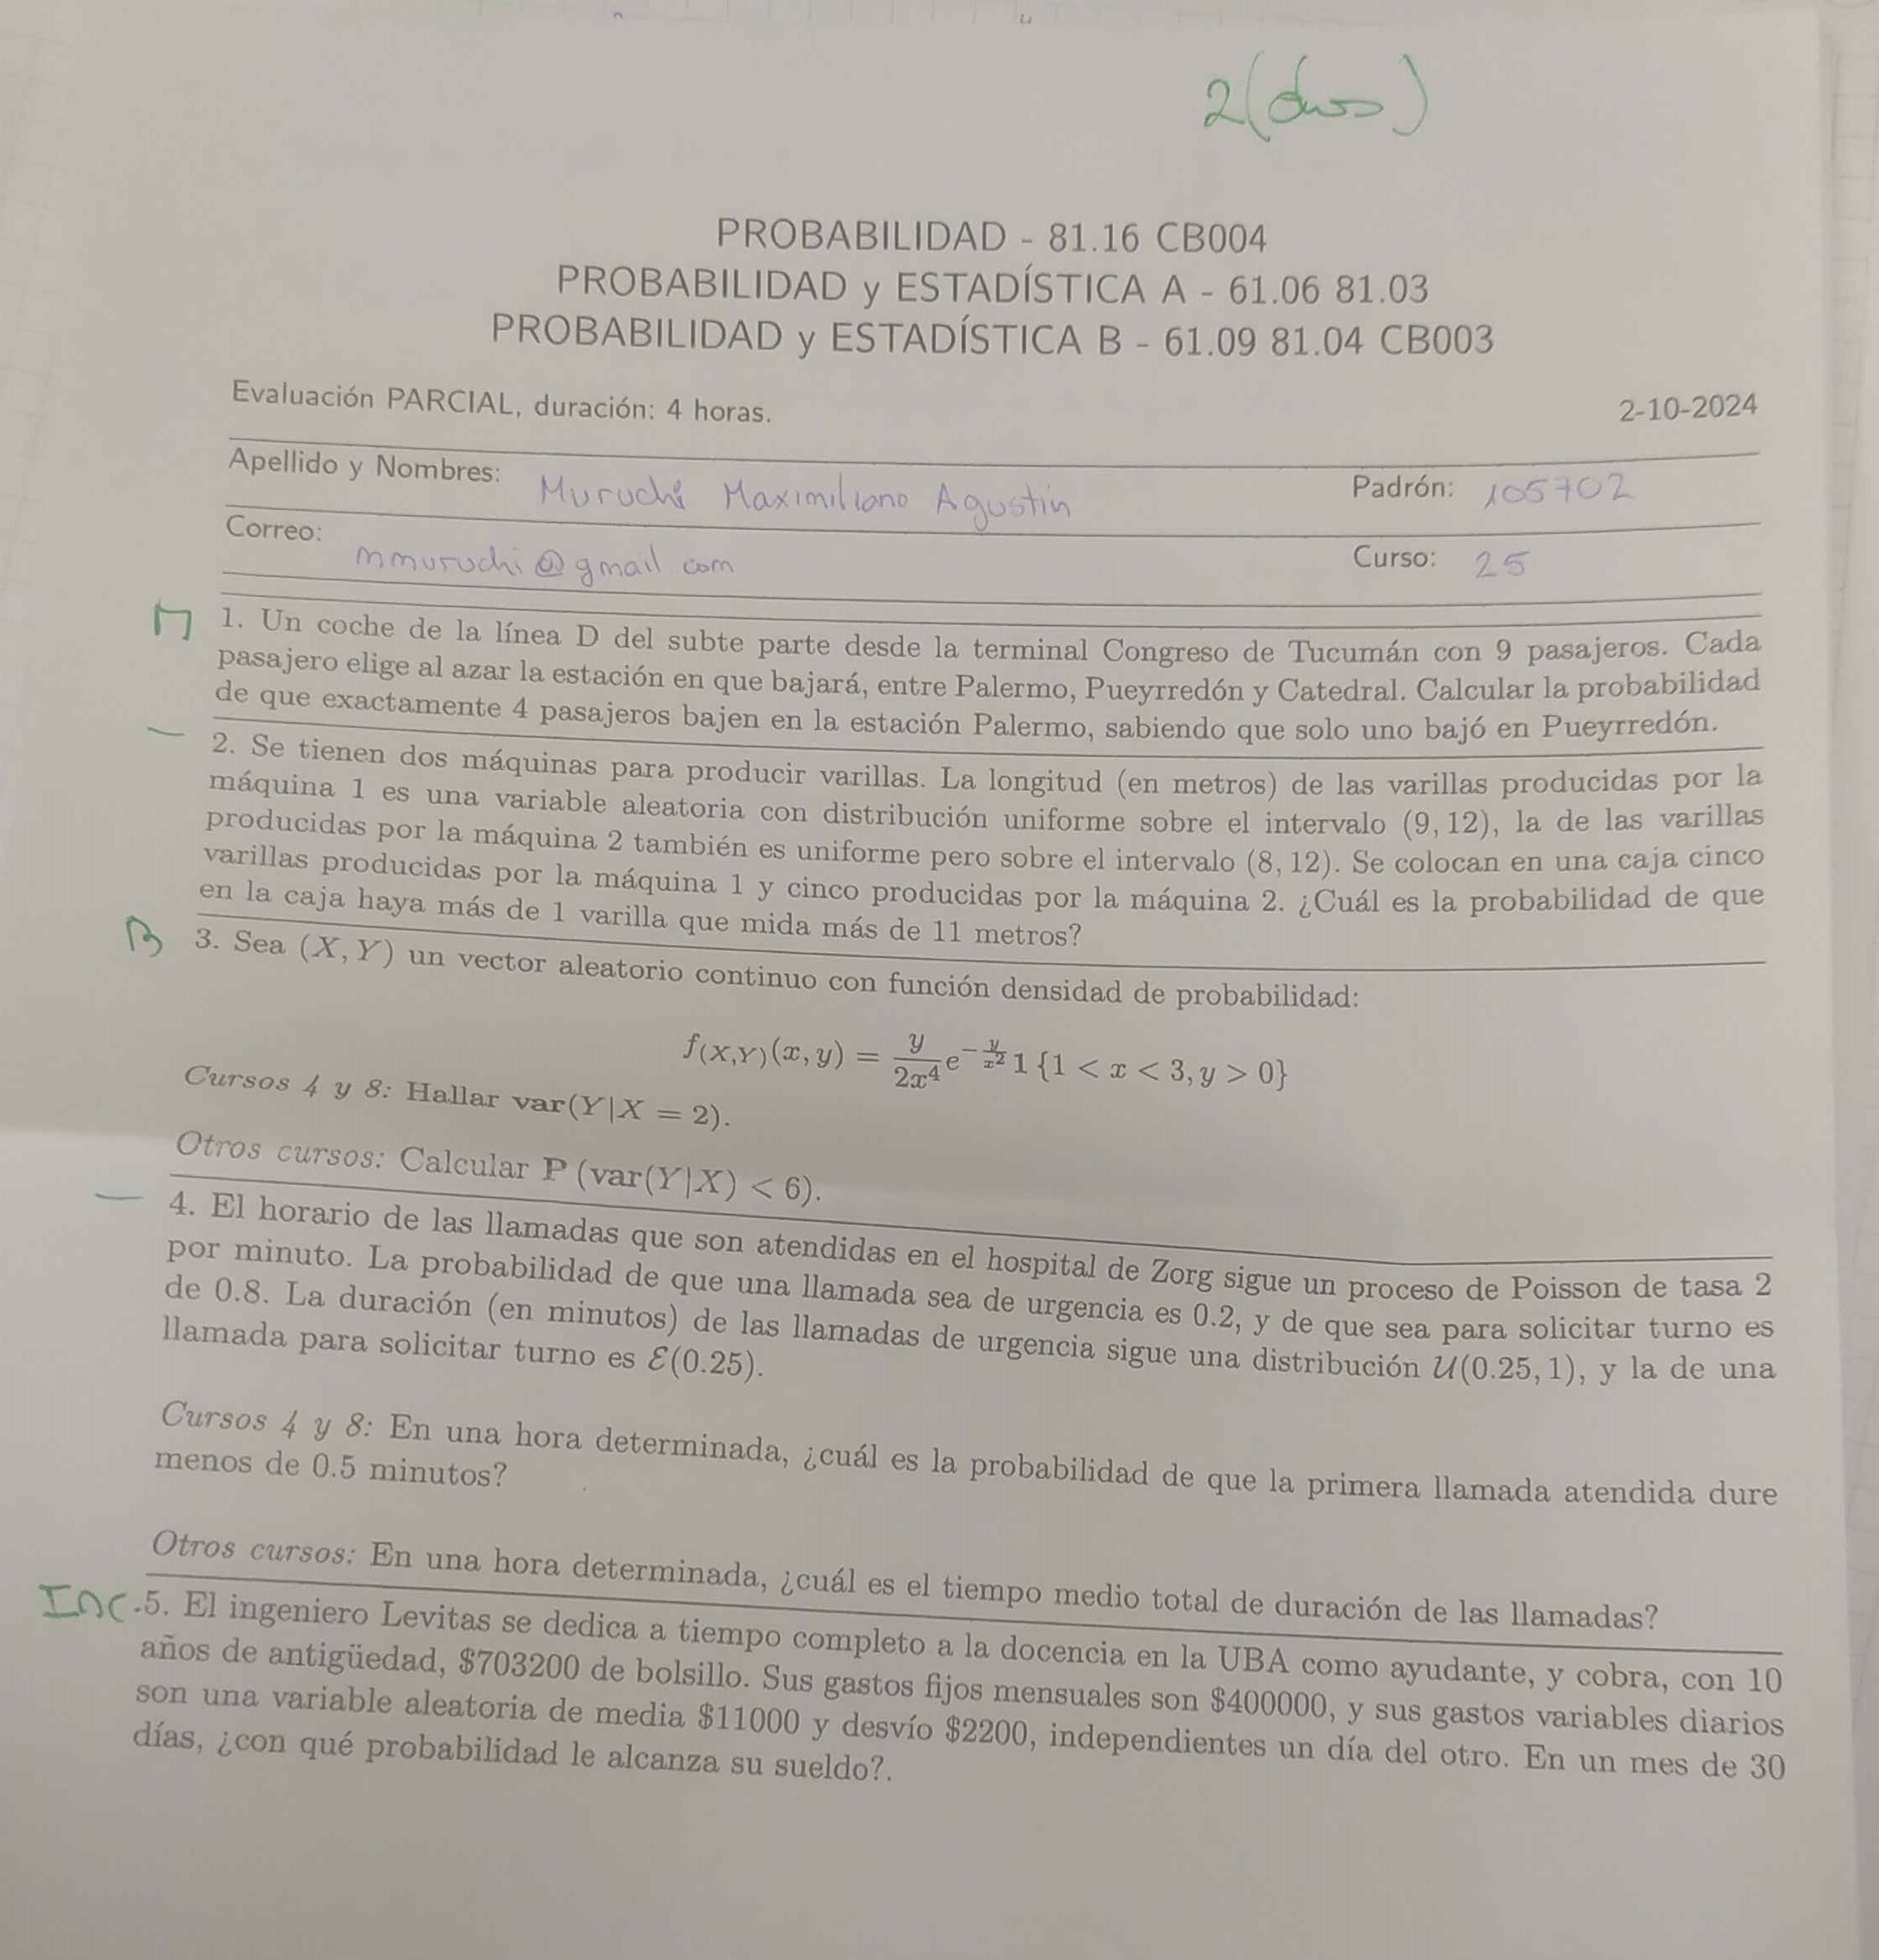 2(dos)
PROBABILIDAD - 81.16 CB004
PROBABILIDAD y ESTADÍSTICA A - 61.06 81.03
PROBABILIDAD y ESTADÍSTICA B - 61.09 81.04 CB003
Evaluación PARCIAL, duración: 4 horas. 2-10-2024
Apellido y Nombres: Muruchi Maximiliano Agustín Padrón: 105702
Correo: mmuruchi@gmail.com Curso: 25
M 1. Un coche de la línea D del subte parte desde la terminal Congreso de Tucumán con 9 pasajeros. Cada
pasajero elige al azar la estación en que bajará, entre Palermo, Pueyrredón y Catedral. Calcular la probabilidad
de que exactamente 4 pasajeros bajen en la estación Palermo, sabiendo que solo uno bajó en Pueyrredón.
— 2. Se tienen dos máquinas para producir varillas. La longitud (en metros) de las varillas producidas por la
máquina 1 es una variable aleatoria con distribución uniforme sobre el intervalo (9, 12), la de las varillas
producidas por la máquina 2 también es uniforme pero sobre el intervalo (8, 12). Se colocan en una caja cinco
varillas producidas por la máquina 1 y cinco producidas por la máquina 2. ¿Cuál es la probabilidad de que
en la caja haya más de 1 varilla que mida más de 11 metros?
B 3. Sea (X, Y) un vector aleatorio continuo con función densidad de probabilidad:
f(X,Y)(x, y) = y/2x⁴ e^(-y/x²) 1 {1 < x < 3, y > 0}
Cursos 4 y 8: Hallar var(Y|X = 2).
Otros cursos: Calcular P (var(Y|X) < 6).
— 4. El horario de las llamadas que son atendidas en el hospital de Zorg sigue un proceso de Poisson de tasa 2
por minuto. La probabilidad de que una llamada sea de urgencia es 0.2, y de que sea para solicitar turno es
de 0.8. La duración (en minutos) de las llamadas de urgencia sigue una distribución U(0.25, 1), y la de una
llamada para solicitar turno es ℰ(0.25).
Cursos 4 y 8: En una hora determinada, ¿cuál es la probabilidad de que la primera llamada atendida dure
menos de 0.5 minutos?
Otros cursos: En una hora determinada, ¿cuál es el tiempo medio total de duración de las llamadas?
Inc. 5. El ingeniero Levitas se dedica a tiempo completo a la docencia en la UBA como ayudante, y cobra, con 10
años de antigüedad, $703200 de bolsillo. Sus gastos fijos mensuales son $400000, y sus gastos variables diarios
son una variable aleatoria de media $11000 y desvío $2200, independientes un día del otro. En un mes de 30
días, ¿con qué probabilidad le alcanza su sueldo?.